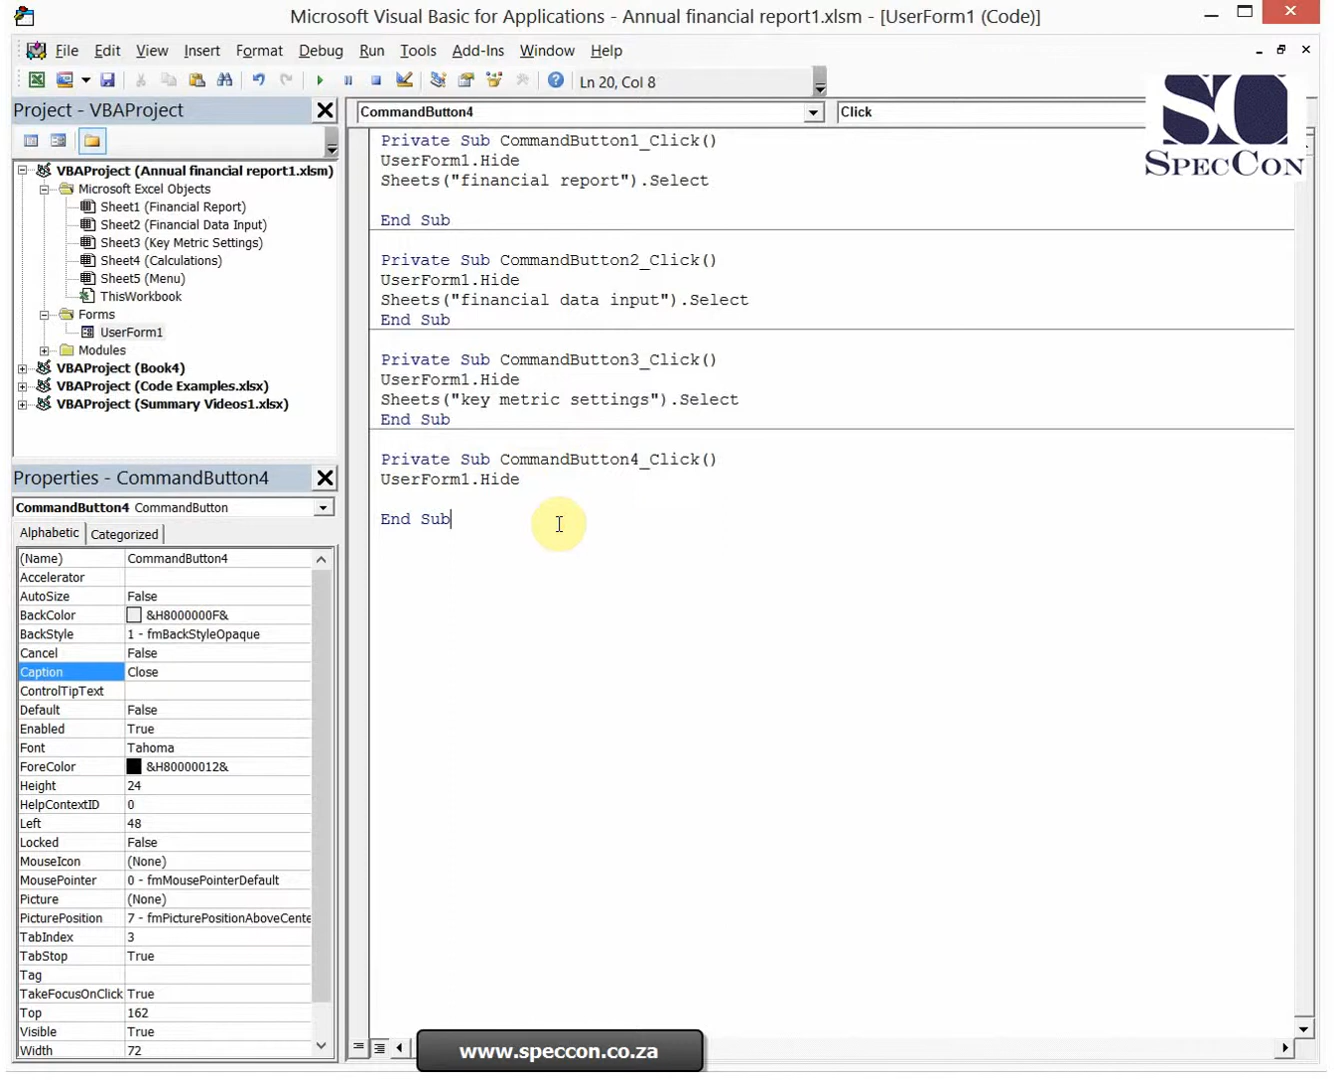 Microsoft Visual Basic for Applications - Annual financial report1.xlsm - [UserForm1 (Code)]
File Edit View Insert Format Debug Run Tools Add-Ins Window Help
Ln 20, Col 8
Project - VBAProject
VBAProject (Annual financial report1.xlsm)
Microsoft Excel Objects
Sheet1 (Financial Report)
Sheet2 (Financial Data Input)
Sheet3 (Key Metric Settings)
Sheet4 (Calculations)
Sheet5 (Menu)
ThisWorkbook
Forms
UserForm1
Modules
VBAProject (Book4)
VBAProject (Code Examples.xlsx)
VBAProject (Summary Videos1.xlsx)
Properties - CommandButton4
CommandButton4 CommandButton
Alphabetic Categorized
(Name) CommandButton4
Accelerator
AutoSize False
BackColor &H8000000F&
BackStyle 1 - fmBackStyleOpaque
Cancel False
Caption Close
ControlTipText
Default False
Enabled True
Font Tahoma
ForeColor &H80000012&
Height 24
HelpContextID 0
Left 48
Locked False
MouseIcon (None)
MousePointer 0 - fmMousePointerDefault
Picture (None)
PicturePosition 7 - fmPicturePositionAboveCente
TabIndex 3
TabStop True
Tag
TakeFocusOnClick True
Top 162
Visible True
Width 72
CommandButton4 Click
SC
SPECCON
Private Sub CommandButton1_Click()
UserForm1.Hide
Sheets("financial report").Select
End Sub
Private Sub CommandButton2_Click()
UserForm1.Hide
Sheets("financial data input").Select
End Sub
Private Sub CommandButton3_Click()
UserForm1.Hide
Sheets("key metric settings").Select
End Sub
Private Sub CommandButton4_Click()
UserForm1.Hide
End Sub
www.speccon.co.za